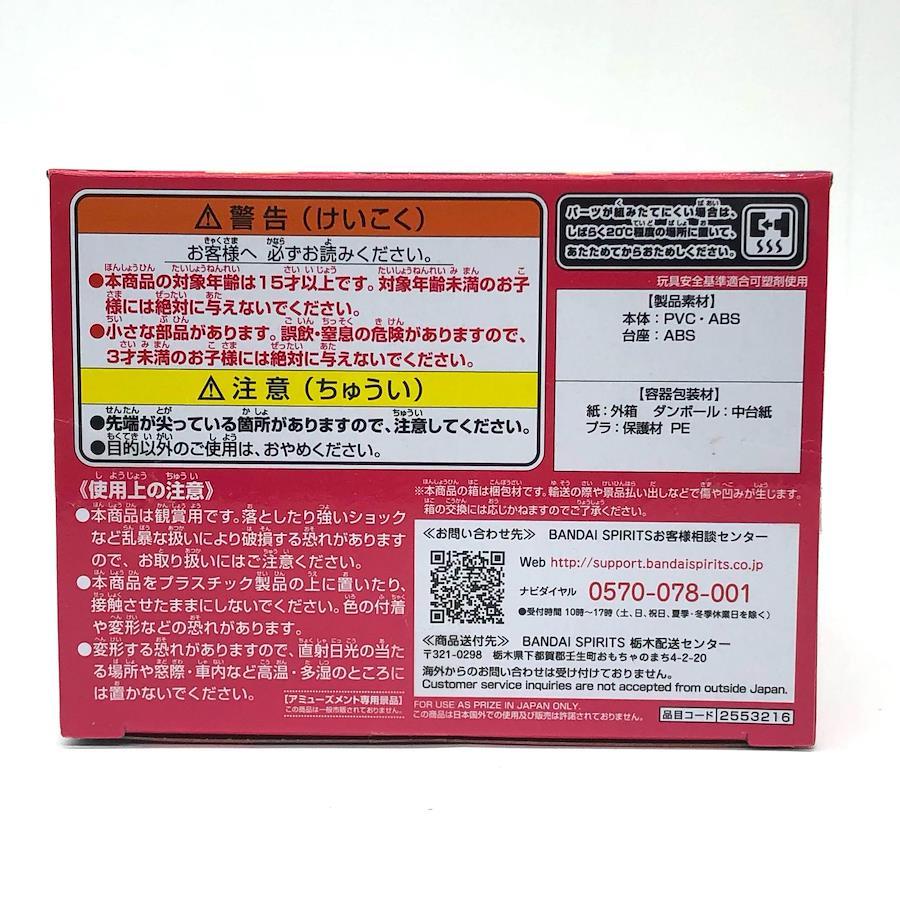 ⚠警告（けいこく）
お客様へ 必ずお読みください。
●本商品の対象年齢は15才以上です。対象年齢未満のお子
様には絶対に与えないでください。
●小さな部品があります。誤飲・窒息の危険がありますので、
3才未満のお子様には絶対に与えないでください。
⚠注意（ちゅうい）
●先端が尖っている箇所がありますので、注意してください。
●目的以外のご使用は、おやめください。
《使用上の注意》
●本商品は観賞用です。落としたり強いショック
など乱暴な扱いにより破損する恐れがあります
ので、お取り扱いにはご注意ください。
●本商品をプラスチック製品の上に置いたり、
接触させたままにしないでください。色の付着
や変形などの恐れがあります。
●変形する恐れがありますので、直射日光の当た
る場所や窓際・車内など高温・多湿のところに
は置かないでください。
【アミューズメント専用景品】
この商品は一般市販がされておりません。
パーツが組みたてにくい場合は、
しばらく20℃程度の場所に置いて、
あたためてからおためしください。
玩具安全基準適合可塑剤使用
【製品素材】
本体：PVC・ABS
台座：ABS
【容器包装材】
紙：外箱 ダンボール：中台紙
プラ：保護材 PE
※本商品の箱は梱包材です。輸送の際や景品払い出しなどで傷や凹みが生じます。
箱の交換には応じかねますのでご了承ください。
≪お問い合わせ先≫ BANDAI SPIRITSお客様相談センター
Web http://support.bandaispirits.co.jp
ナビダイヤル 0570-078-001
●受付時間 10時〜17時（土、日、祝日、夏季・冬季休業日を除く）
≪商品送付先≫ BANDAI SPIRITS 栃木配送センター
〒321-0298 栃木県下都賀郡壬生町おもちゃのまち4-2-20
海外からのお問い合わせは受け付けておりません。
Customer service inquiries are not accepted from outside Japan.
FOR USE AS PRIZE IN JAPAN ONLY.
この商品は日本国外での使用及び販売は許諾されておりません。
品目コード 2553216